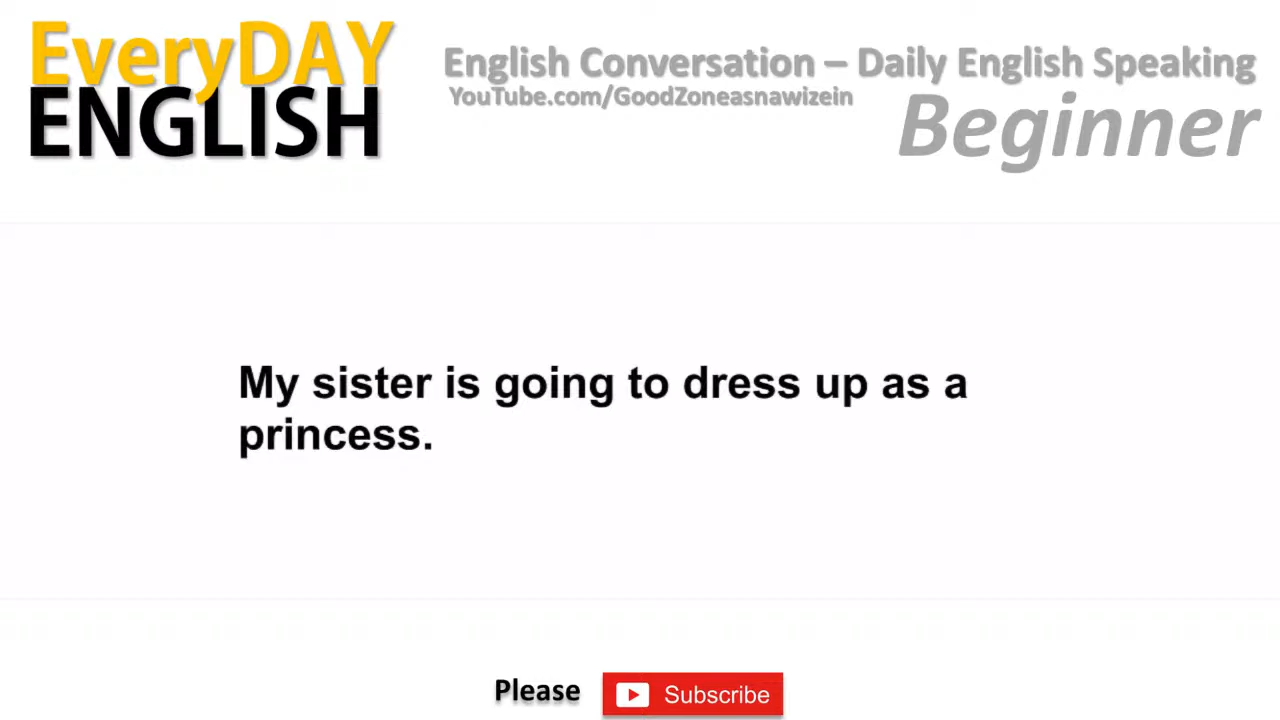 EveryDAY
ENGLISH
English Conversation – Daily English Speaking
YouTube.com/GoodZoneasnawizein
Beginner
My sister is going to dress up as a
princess.
Please
Subscribe